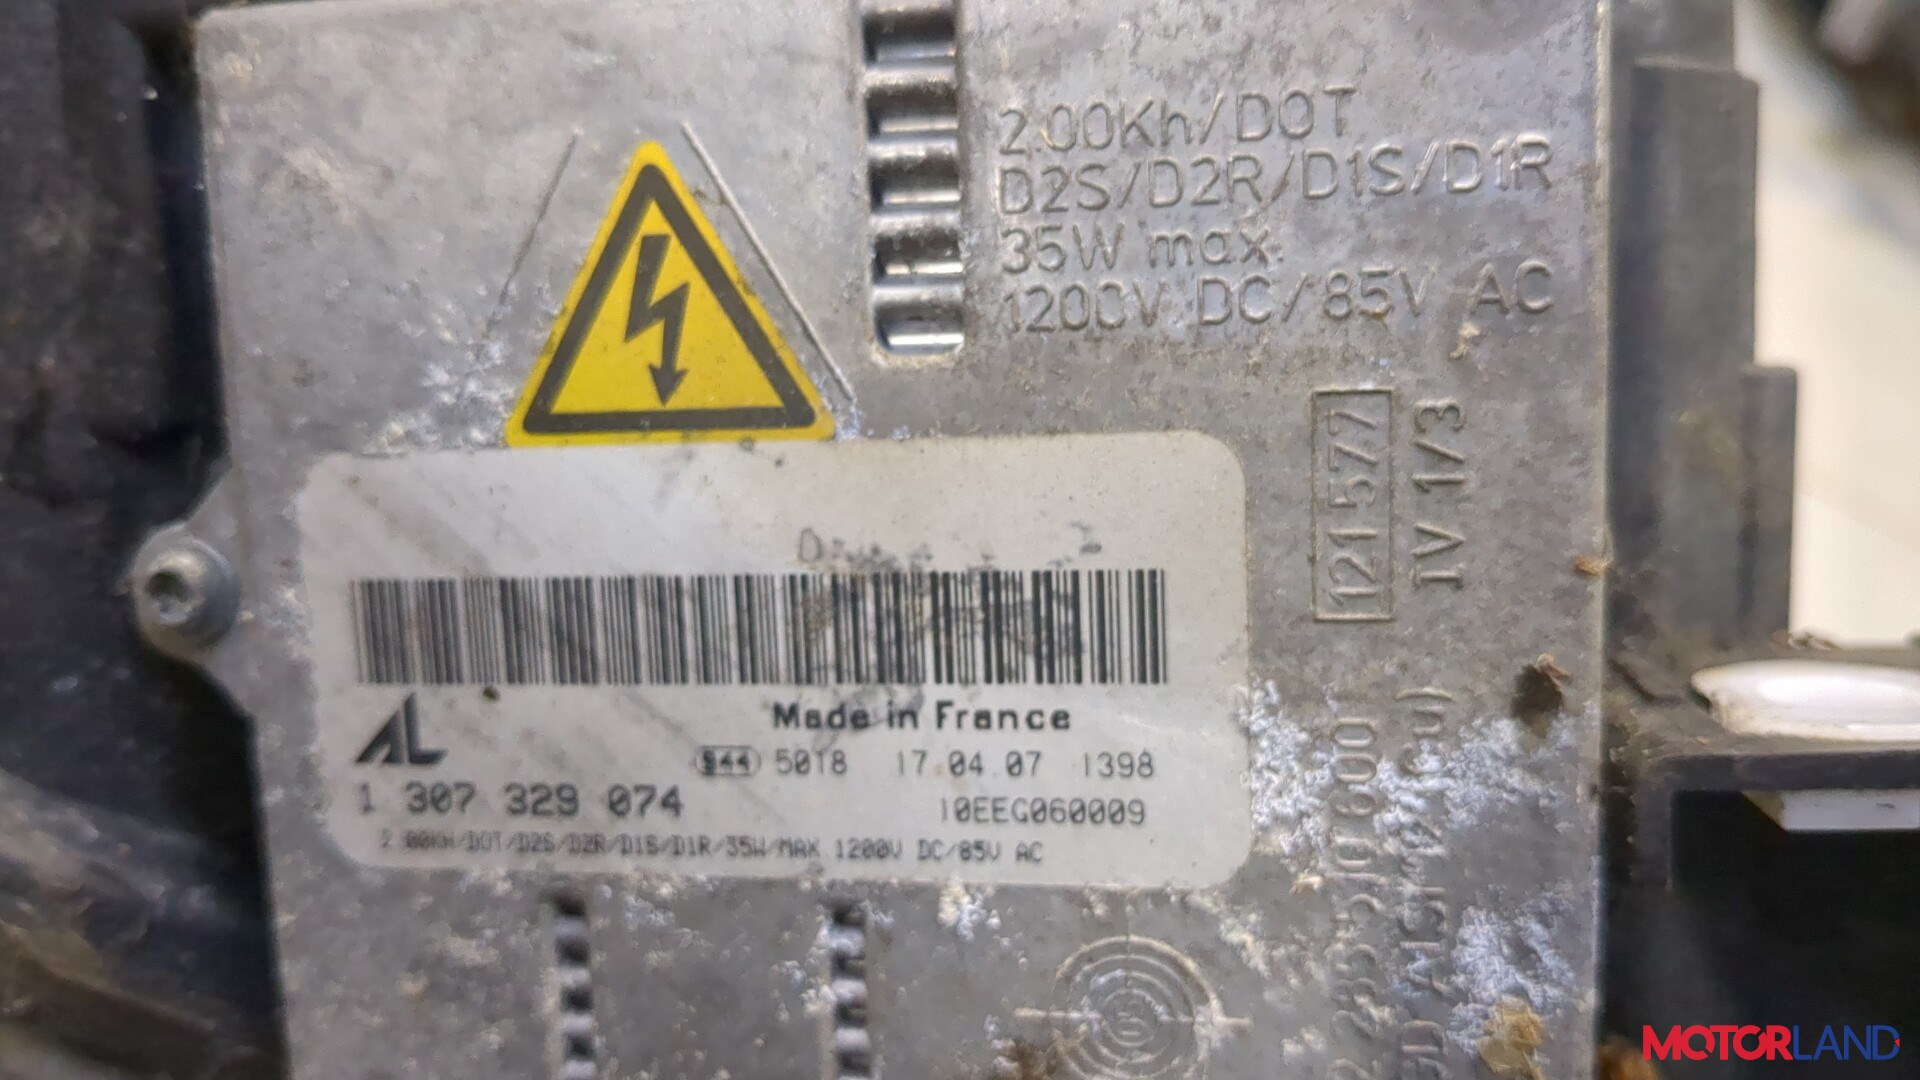 2.00Kh/DOT
D2S/D2R/D1S/D1R
35W max.
1200V DC/85V AC
121577
IV 1/3
AL
Made in France
944 5018 17.04.07 1398
1 307 329 074
10EEG060009
2.00KH/DOT/D2S/D2R/D1S/D1R/35W/MAX 1200V DC/85V AC
MOTORLAND